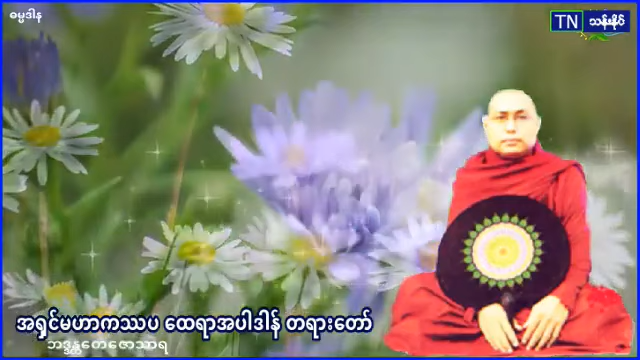 ဓမ္မဒါန
TN သန်းနိုင်
အရှင်မဟာကဿပ ထေရာအပါဒါန် တရားတော်
ဘဒ္ဒန္တတေဇောသာရ